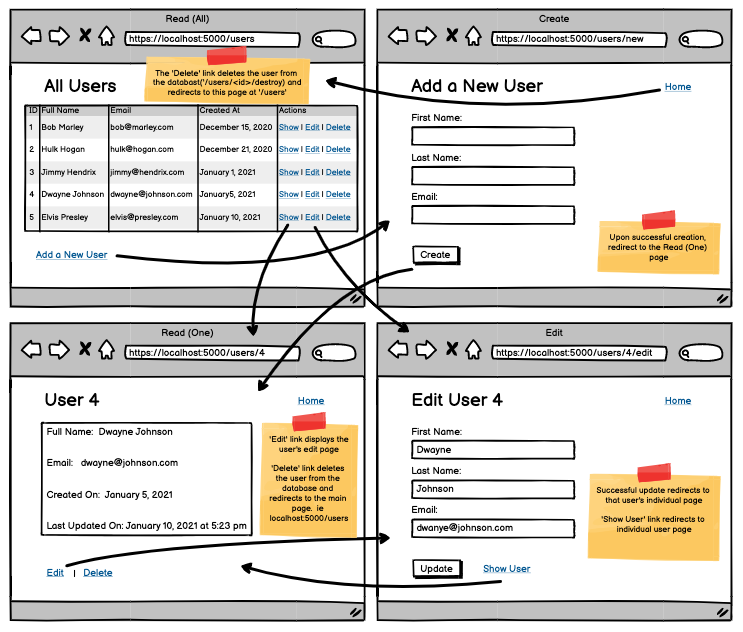 Read (All)
https://localhost:5000/users
All Users
The 'Delete' link deletes the user from
the databast('/users/<id>/destroy) and
redirects to this page at '/users'
ID Full Name Email Created At Actions
1 Bob Marley bob@marley.com December 15, 2020 Show | Edit | Delete
2 Hulk Hogan hulk@hogan.com December 21, 2020 Show | Edit | Delete
3 Jimmy Hendrix jimmy@hendrix.com January 1, 2021 Show | Edit | Delete
4 Dwayne Johnson dwayne@johnson.com January5, 2021 Show | Edit | Delete
5 Elvis Presley elvis@presley.com January 10, 2021 Show | Edit | Delete
Add a New User
Create
https://localhost:5000/users/new
Add a New User
Home
First Name:
Last Name:
Email:
Create
Upon successful creation,
redirect to the Read (One)
page
Read (One)
https://localhost:5000/users/4
User 4
Home
Full Name: Dwayne Johnson
Email: dwayne@johnson.com
Created On: January 5, 2021
Last Updated On: January 10, 2021 at 5:23 pm
'Edit' link displays the
user's edit page
'Delete' link deletes
the user from the
database and
redirects to the main
page. ie
localhost:5000/users
Edit | Delete
Edit
https://localhost:5000/users/4/edit
Edit User 4
Home
First Name:
Dwayne
Last Name:
Johnson
Email:
dwanye@johnson.com
Update
Show User
Successful update redirects to
that user's individual page
'Show User' link redirects to
individual user page